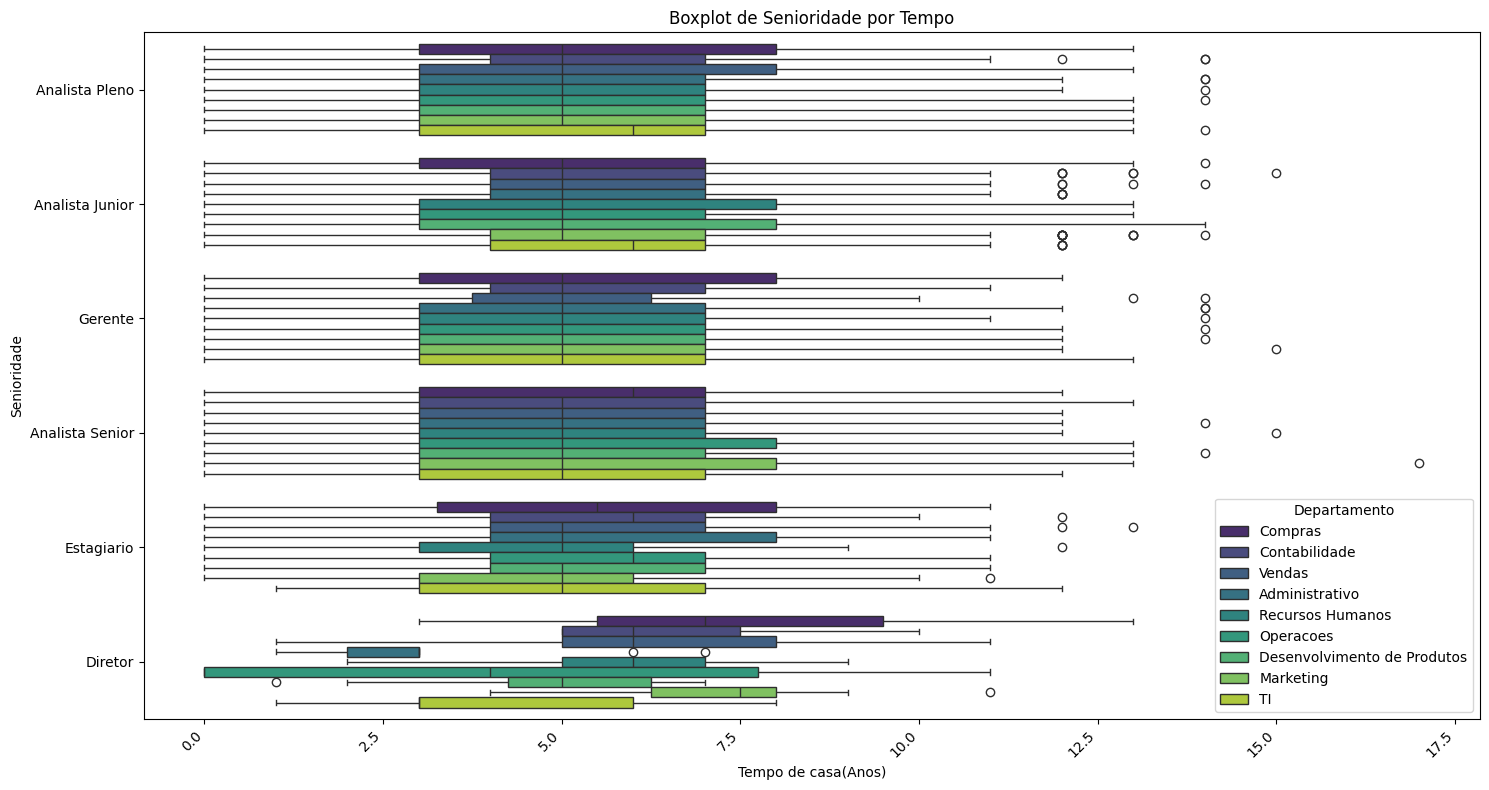 Boxplot de Senioridade por Tempo
Senioridade
Analista Pleno
Analista Junior
Gerente
Analista Senior
Estagiario
Diretor
Departamento
Compras
Contabilidade
Vendas
Administrativo
Recursos Humanos
Operacoes
Desenvolvimento de Produtos
Marketing
TI
0.0
2.5
5.0
7.5
10.0
12.5
15.0
17.5
Tempo de casa(Anos)